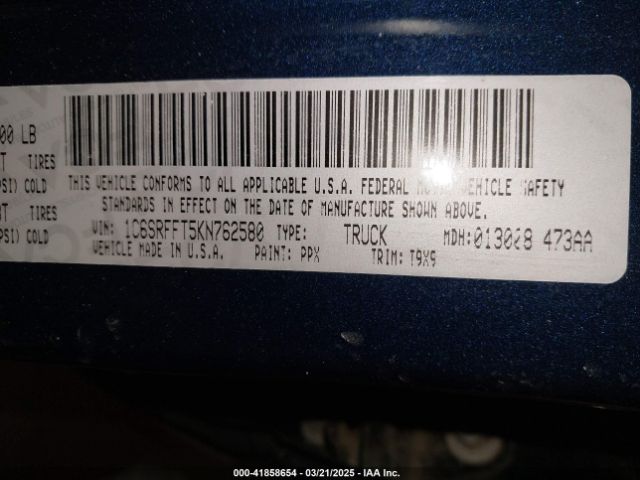 00 LB
TIRES
PSI) COLD
TIRES
PSI) COLD
THIS VEHICLE CONFORMS TO ALL APPLICABLE U.S.A. FEDERAL MOTOR VEHICLE SAFETY
STANDARDS IN EFFECT ON THE DATE OF MANUFACTURE SHOWN ABOVE.
VIN: 1C6SRFFT5KN762580 TYPE: TRUCK MDH:013028 473AA
VEHICLE MADE IN U.S.A. PAINT: PPX TRIM: T9X9
000-41858654 — 03/21/2025 — IAA Inc.